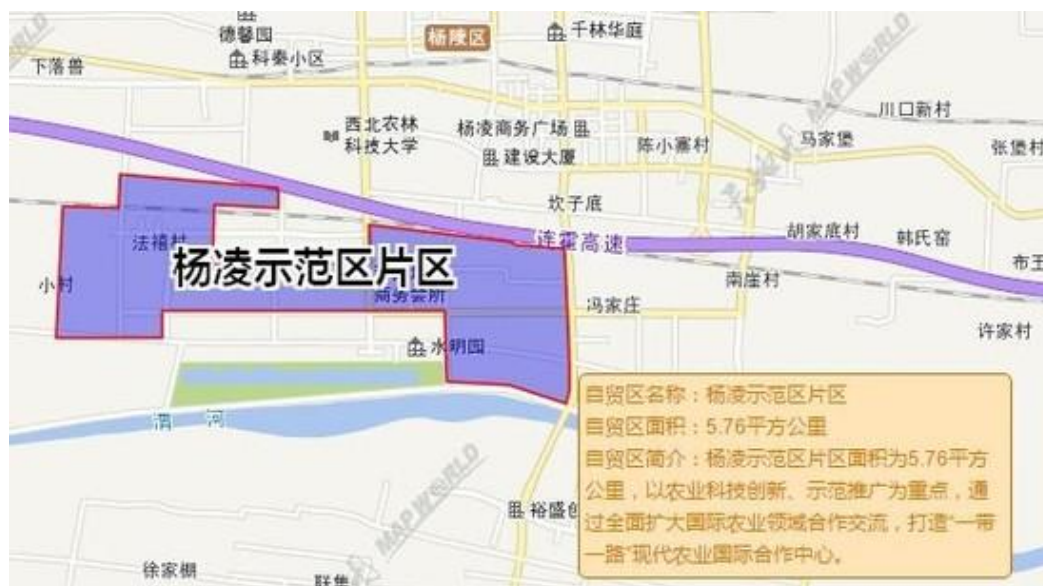 德馨园
杨陵区
千林华庭
科秦小区
下落兽
川口新村
西北农林
科技大学
杨凌商务广场
建设大厦
陈小寨村
马家堡
张堡村
坎子底
连霍高速
胡家底村
韩氏窑
布王
法禧村
杨凌示范区片区
小村
商务会所
南崖村
冯家庄
许家村
水明园
渭河
自贸区名称：杨凌示范区片区
自贸区面积：5.76平方公里
自贸区简介：杨凌示范区片区面积为5.76平方
公里，以农业科技创新、示范推广为重点，通
过全面扩大国际农业领域合作交流，打造“一带
一路”现代农业国际合作中心。
裕盛创
徐家棚
联集
MAPWORLD
MAPWORLD
MAPWORLD